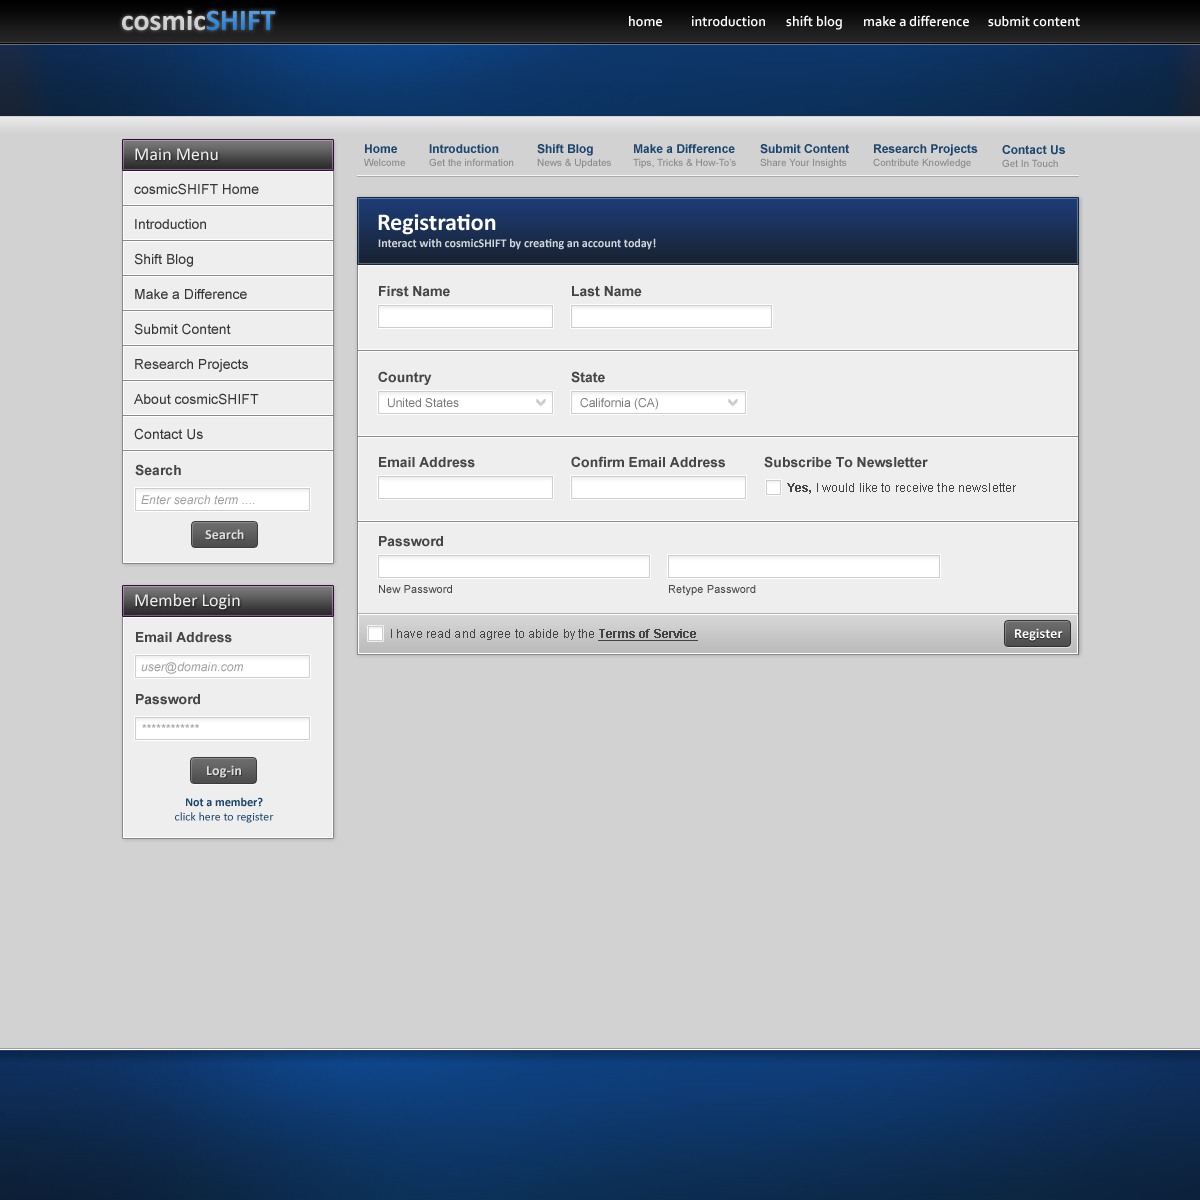 cosmicSHIFT
home introduction shift blog make a difference submit content
Main Menu
cosmicSHIFT Home
Introduction
Shift Blog
Make a Difference
Submit Content
Research Projects
About cosmicSHIFT
Contact Us
Search
Enter search term ....
Search
Member Login
Email Address
user@domain.com
Password
************
Log-in
Not a member?
click here to register
Home Introduction Shift Blog Make a Difference Submit Content Research Projects Contact Us
Welcome Get the information News & Updates Tips, Tricks & How-To's Share Your Insights Contribute Knowledge Get In Touch
Registration
Interact with cosmicSHIFT by creating an account today!
First Name Last Name
Country State
United States California (CA)
Email Address Confirm Email Address Subscribe To Newsletter
Yes, I would like to receive the newsletter
Password
New Password Retype Password
I have read and agree to abide by the Terms of Service Register